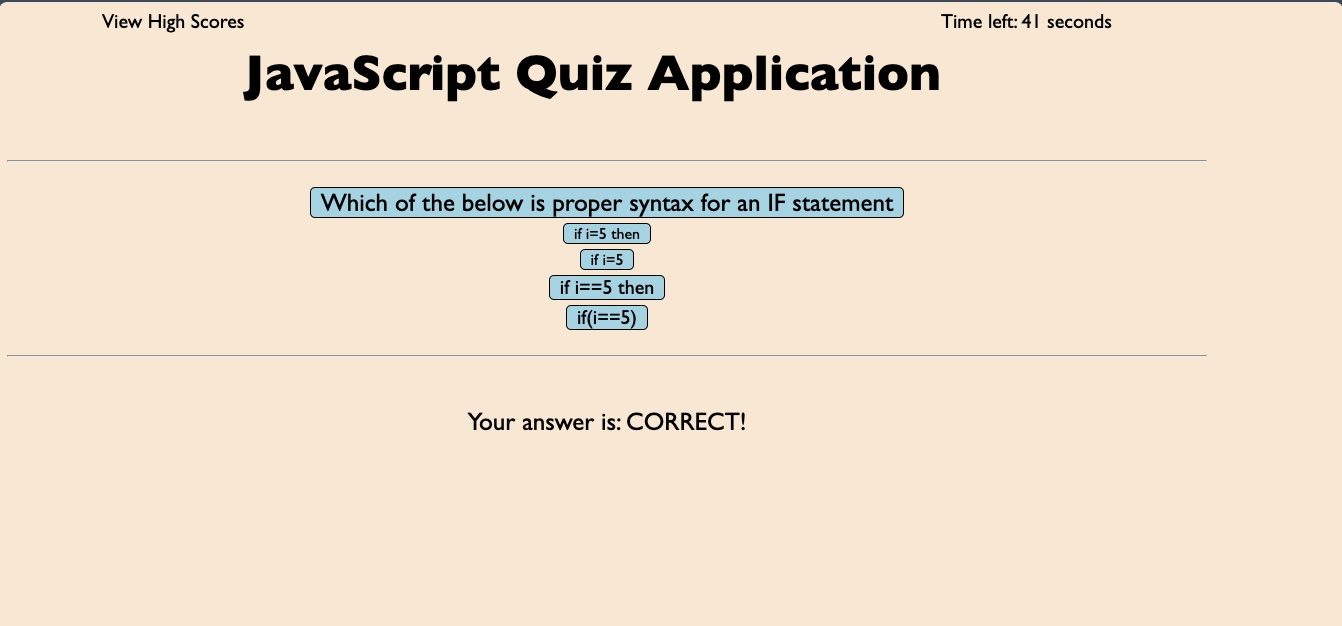 View High Scores
Time left: 41 seconds
JavaScript Quiz Application
Which of the below is proper syntax for an IF statement
if i=5 then
if i=5
if i==5 then
if(i==5)
Your answer is: CORRECT!